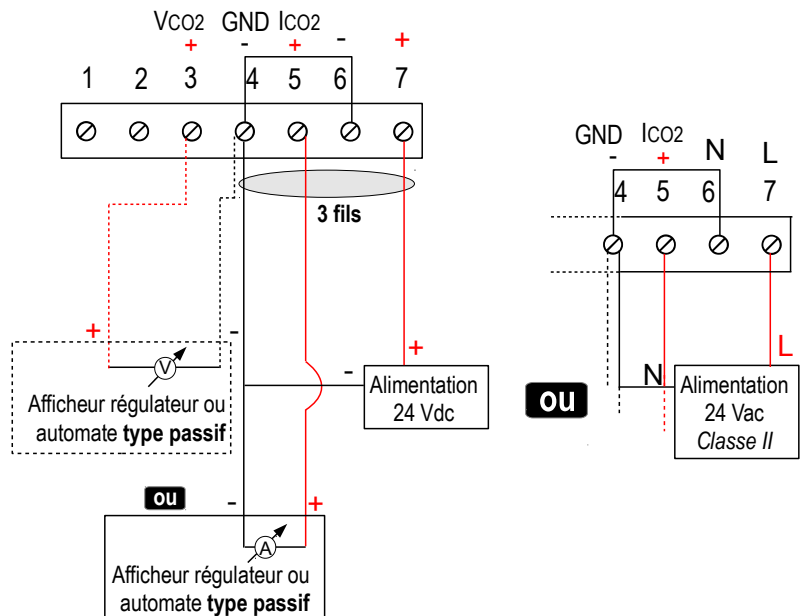 VCO2 GND ICO2
+ - + - +
1 2 3 4 5 6 7
3 fils
+ -
V
Afficheur régulateur ou
automate type passif
- +
Alimentation
24 Vdc
ou
- +
A
Afficheur régulateur ou
automate type passif
ou
GND ICO2 N L
- +
4 5 6 7
N L
Alimentation
24 Vac
Classe II